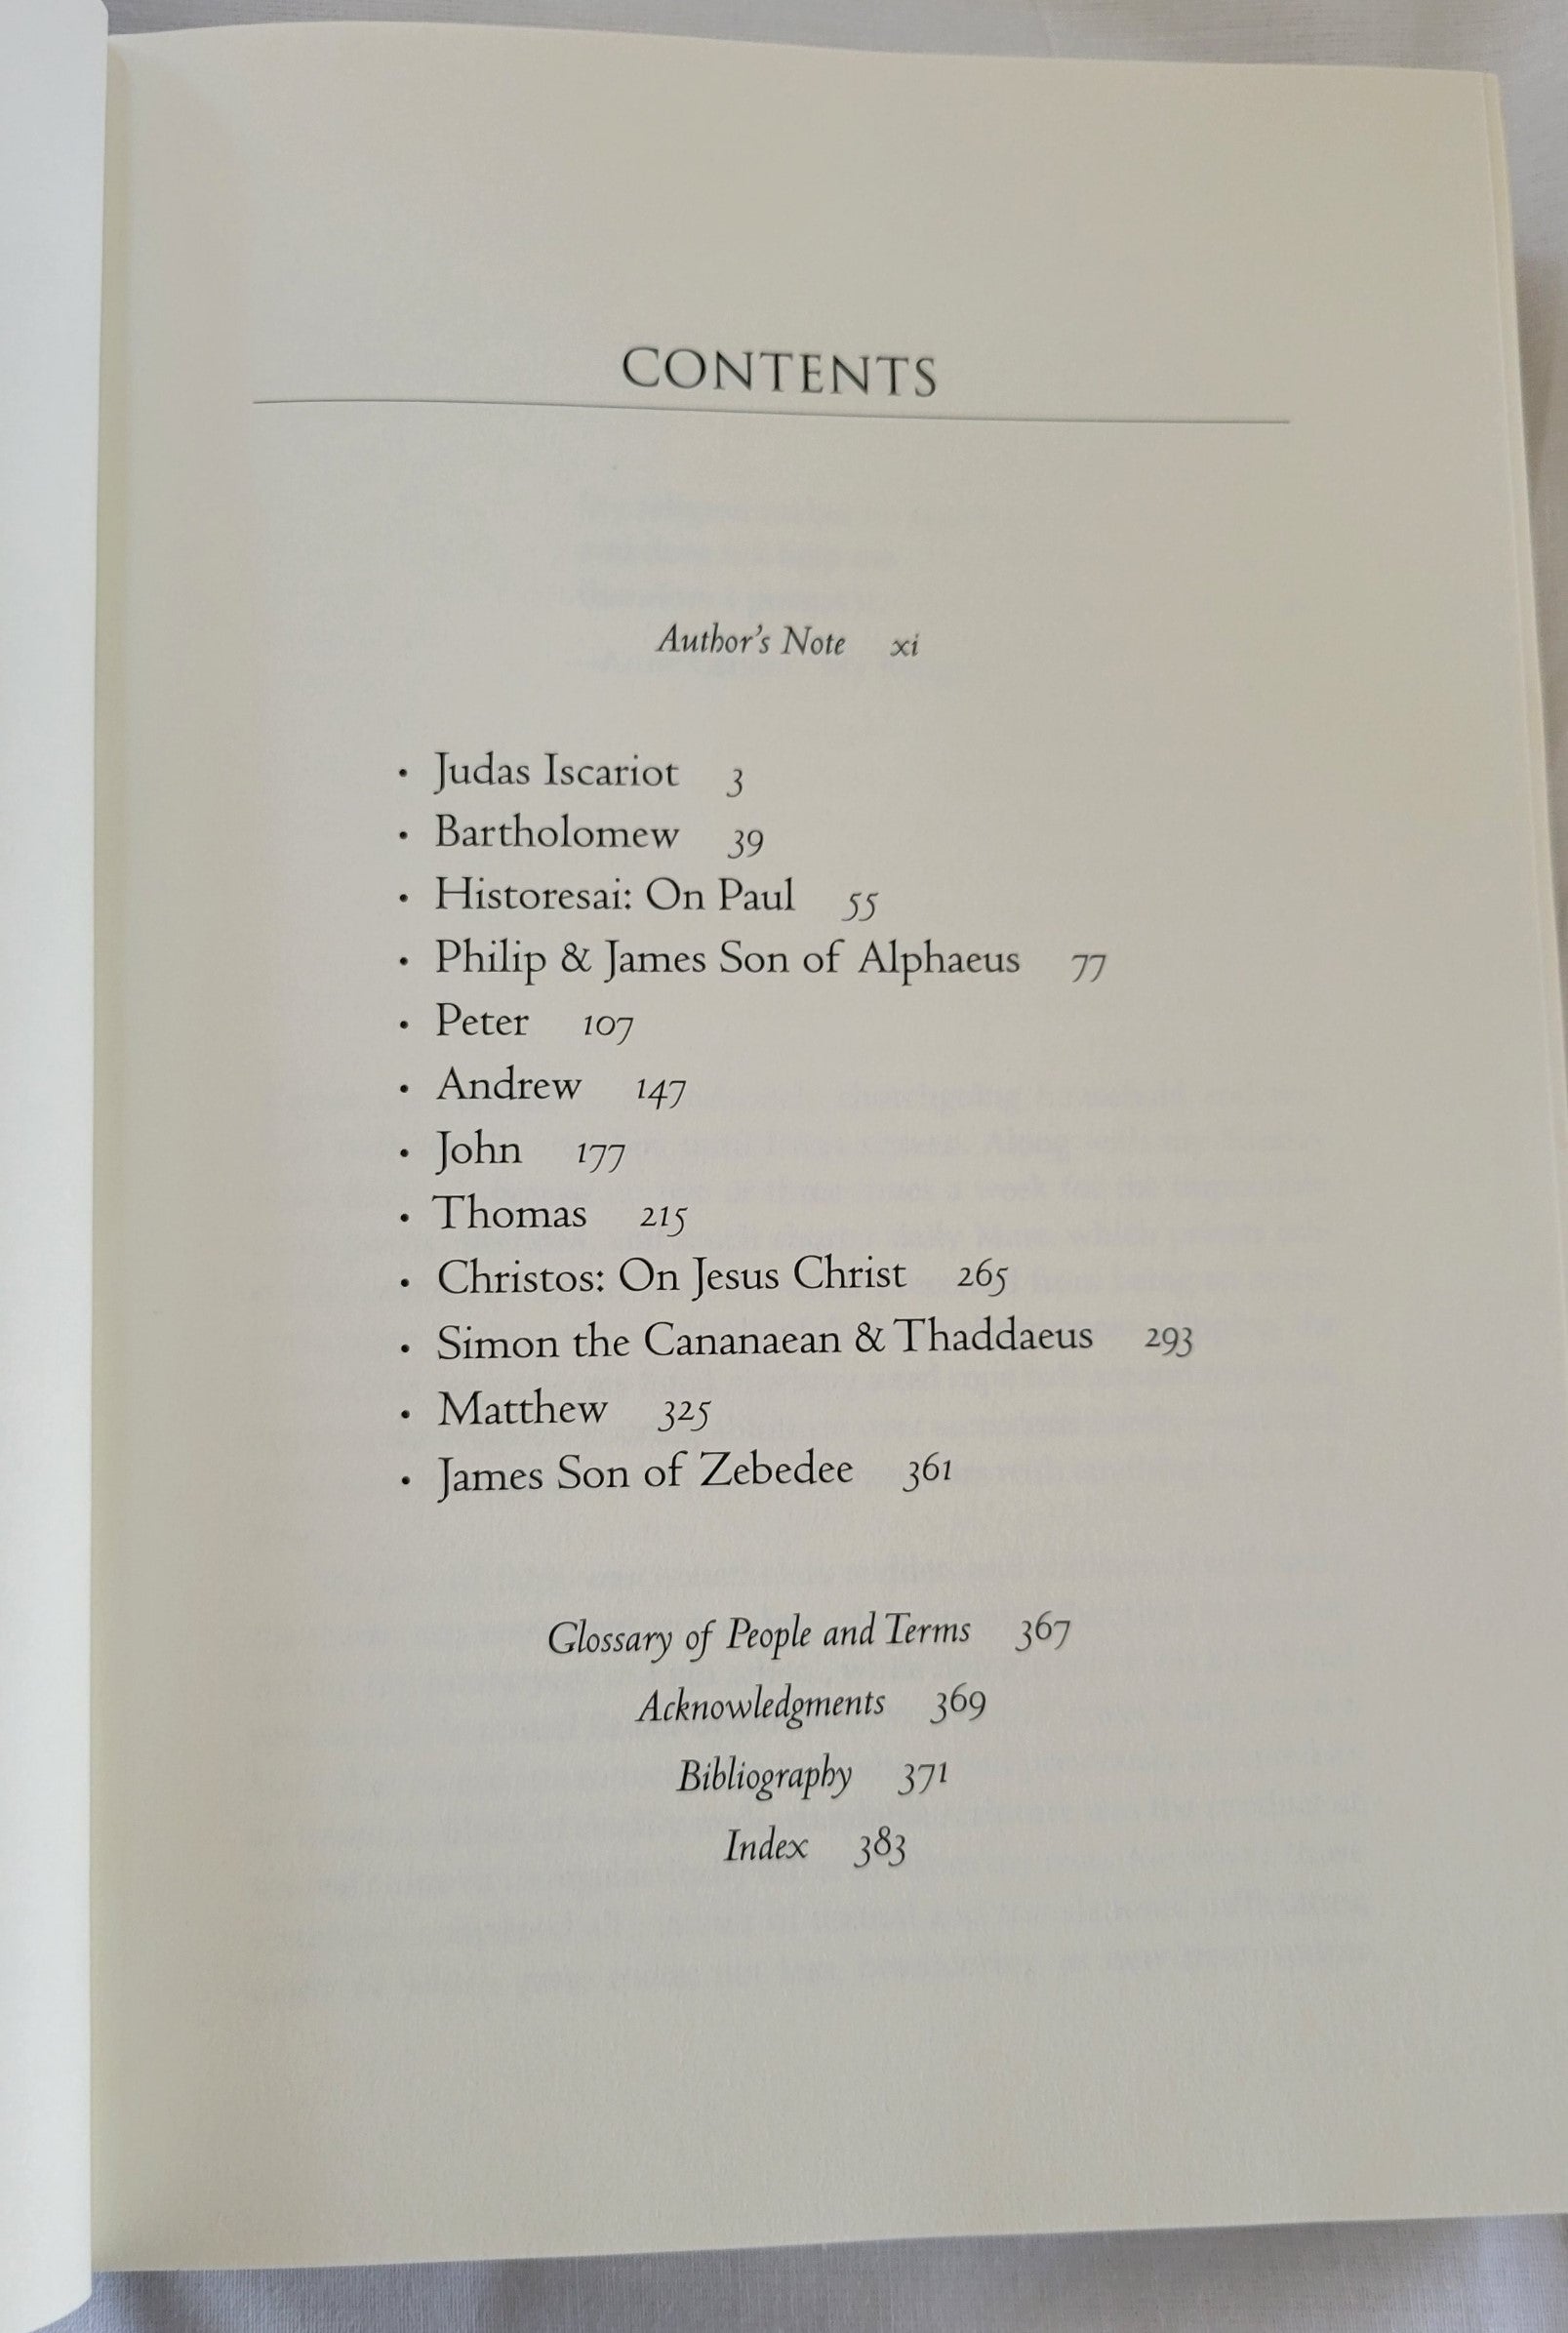 CONTENTS
Author's Note xi
• Judas Iscariot 3
• Bartholomew 39
• Historesai: On Paul 55
• Philip & James Son of Alphaeus 77
• Peter 107
• Andrew 147
• John 177
• Thomas 215
• Christos: On Jesus Christ 265
• Simon the Cananaean & Thaddaeus 293
• Matthew 325
• James Son of Zebedee 361
Glossary of People and Terms 367
Acknowledgments 369
Bibliography 371
Index 383